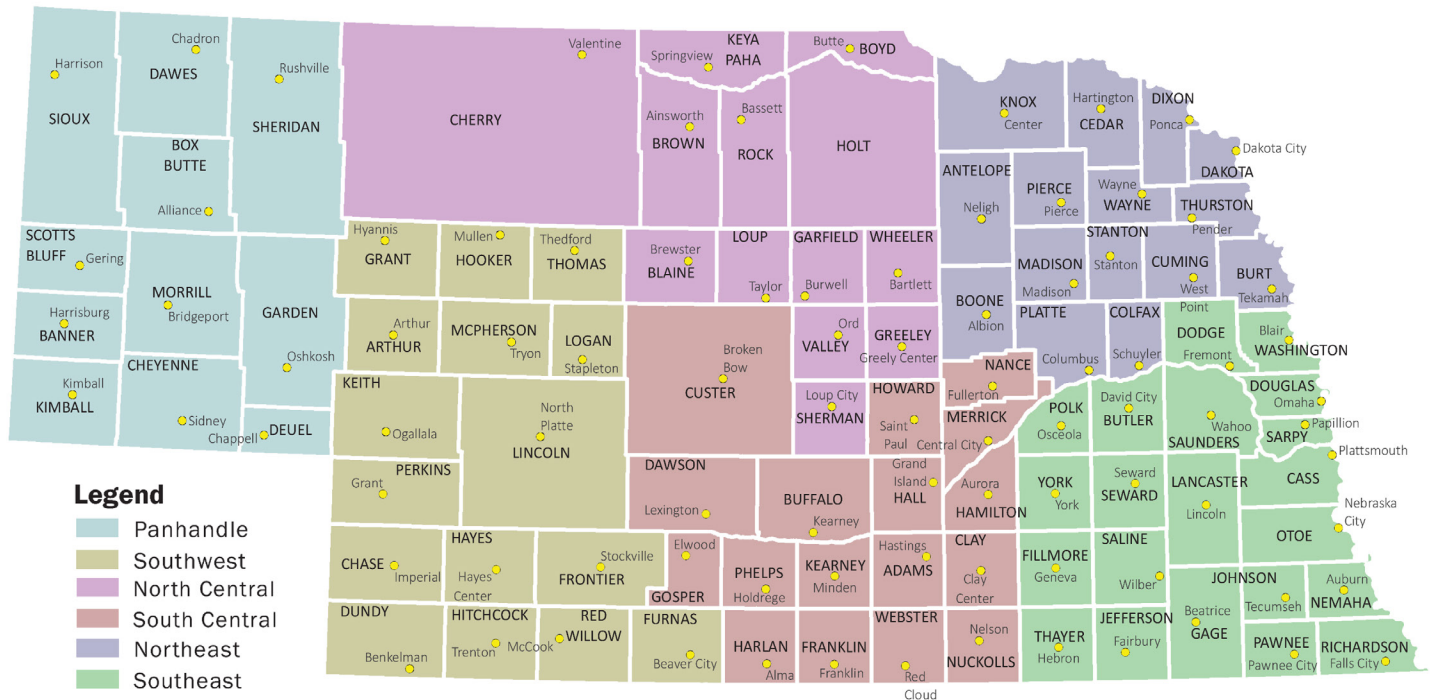 Harrison
SIOUX
Chadron
DAWES
Rushville
SHERIDAN
BOX
BUTTE
Alliance
SCOTTS
BLUFF
Gering
Harrisburg
BANNER
Kimball
KIMBALL
MORRILL
Bridgeport
CHEYENNE
Sidney
GARDEN
Oshkosh
Chappell
DEUEL
Valentine
CHERRY
KEYA
PAHA
Springview
Butte
BOYD
Ainsworth
BROWN
Bassett
ROCK
HOLT
Hyannis
GRANT
Mullen
HOOKER
Thedford
THOMAS
Brewster
BLAINE
LOUP
Taylor
GARFIELD
Burwell
WHEELER
Bartlett
Arthur
ARTHUR
MCPHERSON
Tryon
LOGAN
Stapleton
Broken
Bow
CUSTER
Ord
VALLEY
GREELEY
Greely Center
Loup City
SHERMAN
HOWARD
Saint
Paul
NANCE
Fullerton
MERRICK
Central City
KEITH
Ogallala
North
Platte
LINCOLN
PERKINS
Grant
DAWSON
Lexington
BUFFALO
Kearney
Grand
Island
HALL
Aurora
HAMILTON
CHASE
Imperial
HAYES
Hayes
Center
Stockville
FRONTIER
Elwood
GOSPER
PHELPS
Holdrege
KEARNEY
Minden
Hastings
ADAMS
CLAY
Clay
Center
DUNDY
Benkelman
HITCHCOCK
Trenton
RED
WILLOW
McCook
FURNAS
Beaver City
HARLAN
Alma
FRANKLIN
Franklin
WEBSTER
Red
Cloud
Nelson
NUCKOLLS
KNOX
Center
Hartington
CEDAR
DIXON
Ponca
Dakota City
DAKOTA
ANTELOPE
Neligh
PIERCE
Pierce
Wayne
WAYNE
THURSTON
Pender
STANTON
Stanton
MADISON
Madison
CUMING
West
Point
BURT
Tekamah
BOONE
Albion
PLATTE
Columbus
COLFAX
Schuyler
DODGE
Fremont
Blair
WASHINGTON
DOUGLAS
Omaha
Papillion
SARPY
Plattsmouth
CASS
POLK
Osceola
David City
BUTLER
Wahoo
SAUNDERS
YORK
York
Seward
SEWARD
LANCASTER
Lincoln
Nebraska
City
OTOE
FILLMORE
Geneva
SALINE
Wilber
JOHNSON
Tecumseh
Auburn
NEMAHA
THAYER
Hebron
JEFFERSON
Fairbury
Beatrice
GAGE
PAWNEE
Pawnee City
RICHARDSON
Falls City
Legend
Panhandle
Southwest
North Central
South Central
Northeast
Southeast